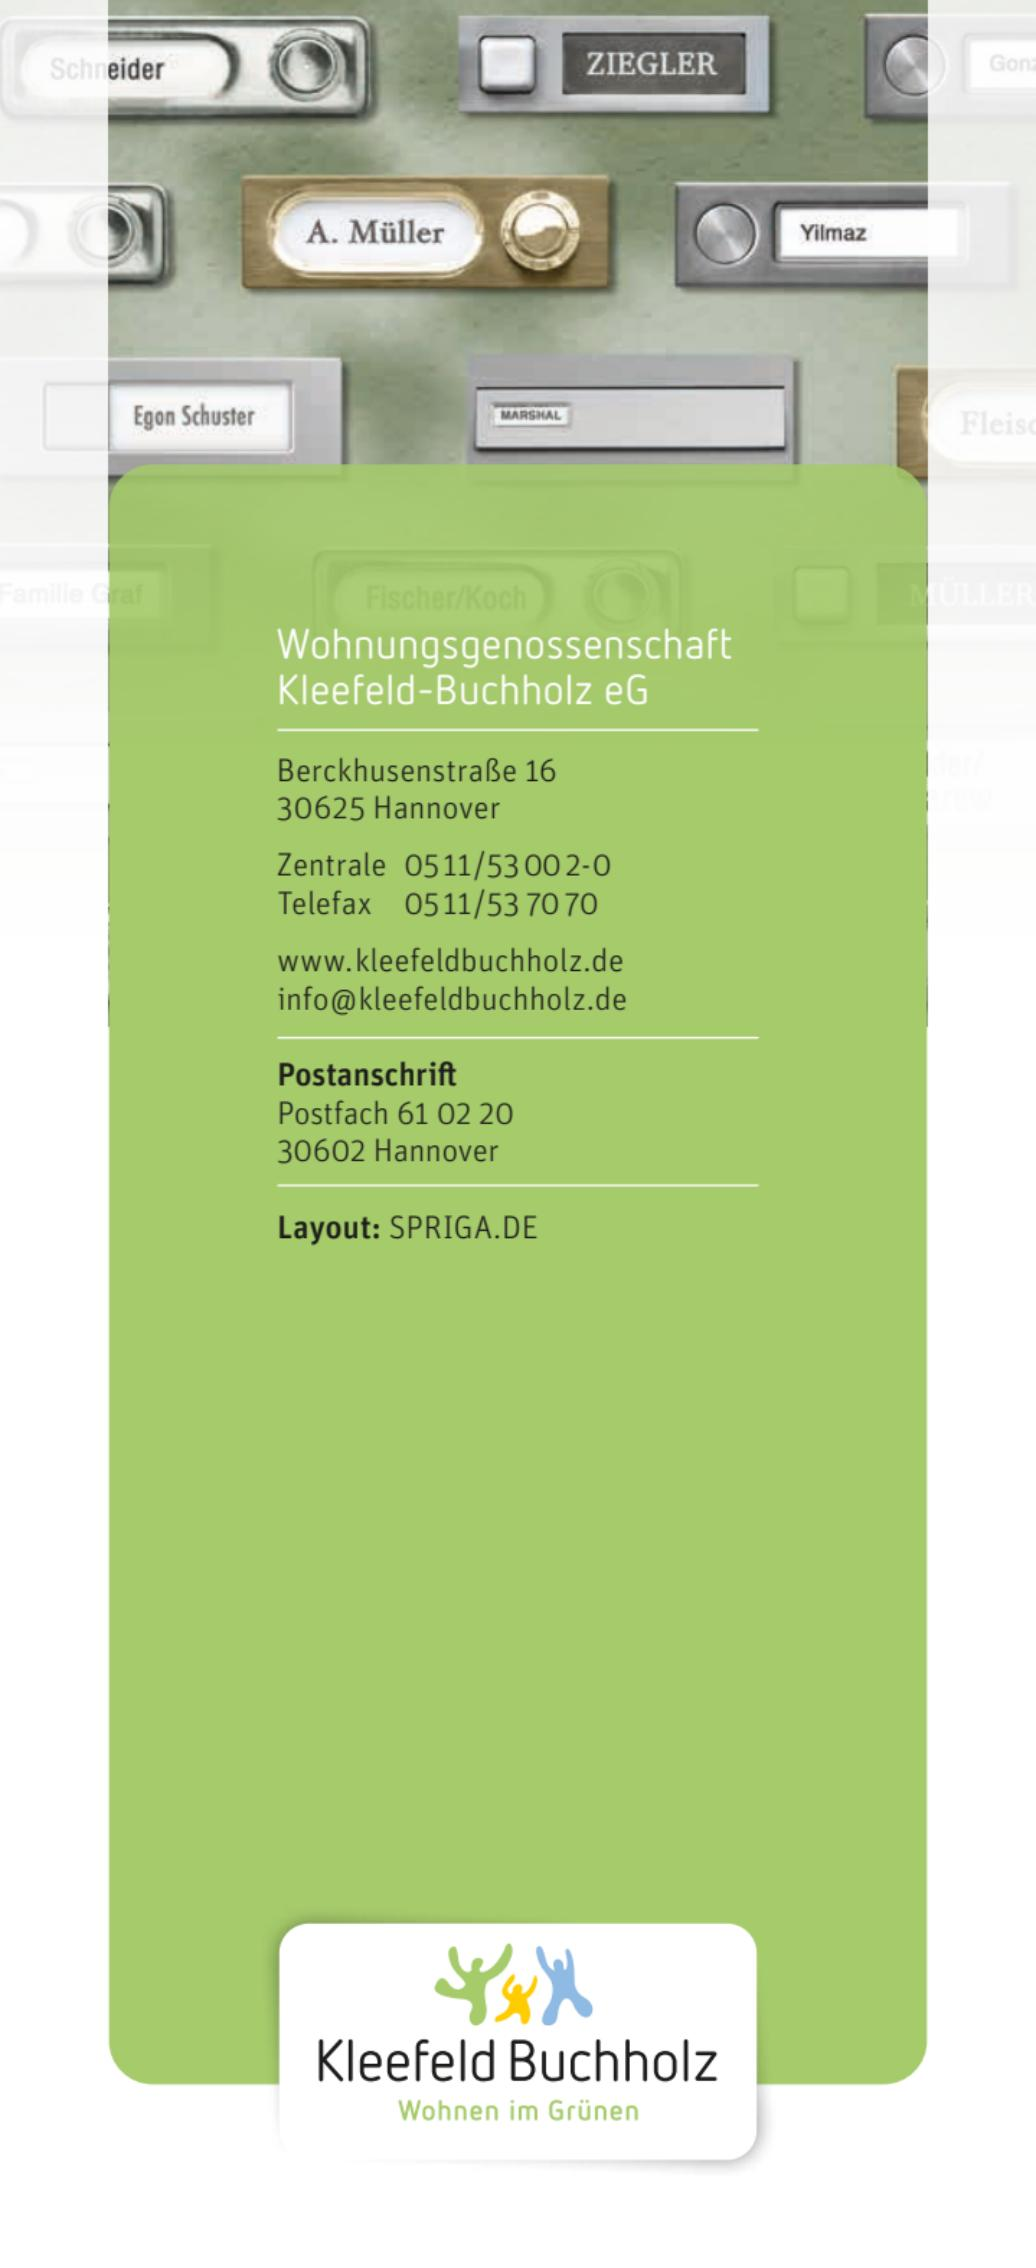 Schneider
ZIEGLER
A. Müller
Yilmaz
Egon Schuster
MARSHAL
Familie Graf
Fischer/Koch
MÜLLER
Wohnungsgenossenschaft
Kleefeld-Buchholz eG
Berckhusenstraße 16
30625 Hannover
Zentrale 0511/53 00 2-0
Telefax 0511/53 70 70
www.kleefeldbuchholz.de
info@kleefeldbuchholz.de
Postanschrift
Postfach 61 02 20
30602 Hannover
Layout: SPRIGA.DE
Kleefeld Buchholz
Wohnen im Grünen